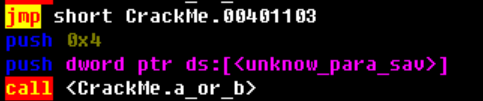 jmp short CrackMe.00401103
push 0x4
push dword ptr ds:[<unknow_para_sav>]
call <CrackMe.a_or_b>